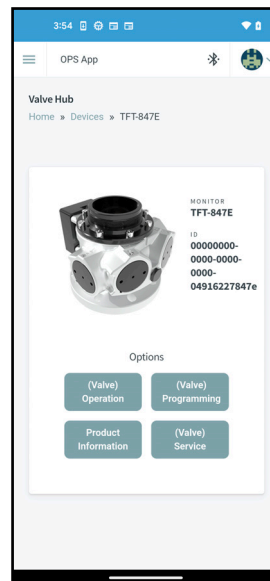 3:54
OPS App
Valve Hub
Home » Devices » TFT-847E
MONITOR
TFT-847E
ID
00000000-
0000-0000-
0000-
04916227847e
Options
(Valve)
Operation
(Valve)
Programming
Product
Information
(Valve)
Service